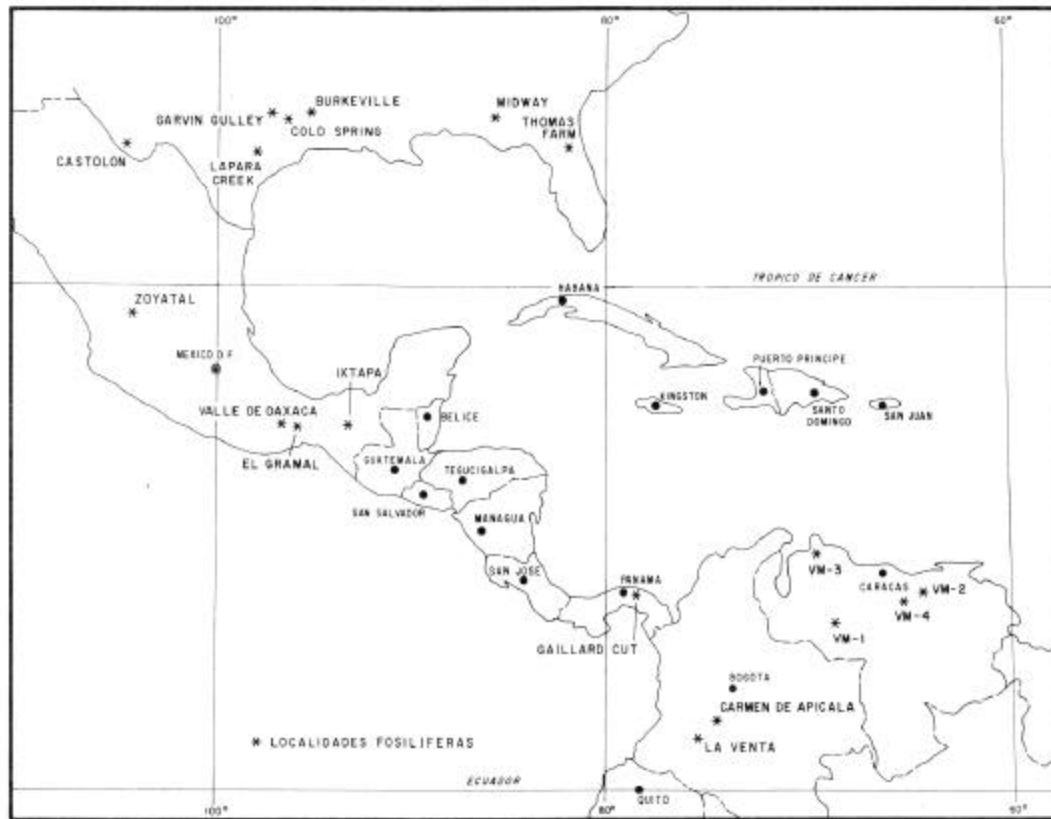 100°
80°
60°
BURKEVILLE
GARVIN GULLEY
COLD SPRING
MIDWAY
THOMAS
FARM
CASTOLON
LAPARA
CREEK
TROPICO DE CANCER
HABANA
ZOYATAL
MEXICO D.F.
IXTAPA
PUERTO PRINCIPE
KINGSTON
SANTO
DOMINGO
SAN JUAN
VALLE DE OAXACA
BELICE
EL GRAMAL
GUATEMALA
TEGUCIGALPA
SAN SALVADOR
MANAGUA
SAN JOSE
PANAMA
VM-3
CARACAS
VM-2
VM-4
VM-1
GAILLARD CUT
BOGOTA
CARMEN DE APICALA
LA VENTA
* LOCALIDADES FOSILIFERAS
ECUADOR
QUITO
100°
80°
60°